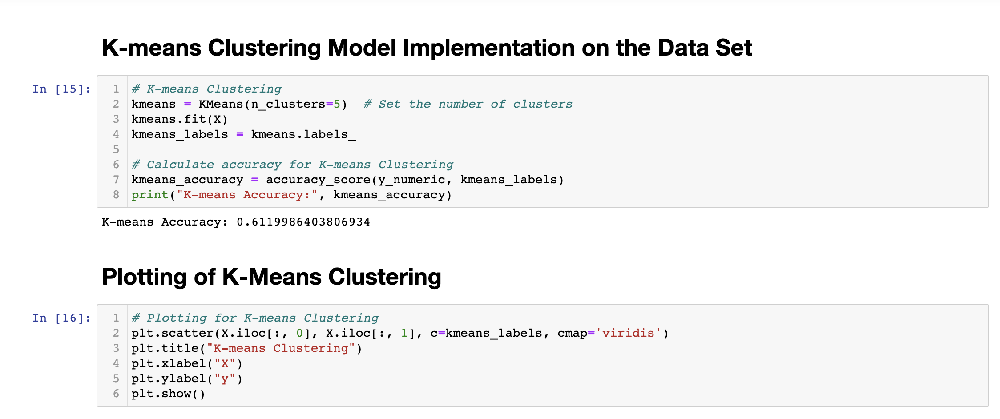 K-means Clustering Model Implementation on the Data Set
In [15]:
1 # K-means Clustering
2 kmeans = KMeans(n_clusters=5)  # Set the number of clusters
3 kmeans.fit(X)
4 kmeans_labels = kmeans.labels_
5
6 # Calculate accuracy for K-means Clustering
7 kmeans_accuracy = accuracy_score(y_numeric, kmeans_labels)
8 print("K-means Accuracy:", kmeans_accuracy)
K-means Accuracy: 0.6119986403806934
Plotting of K-Means Clustering
In [16]:
1 # Plotting for K-means Clustering
2 plt.scatter(X.iloc[:, 0], X.iloc[:, 1], c=kmeans_labels, cmap='viridis')
3 plt.title("K-means Clustering")
4 plt.xlabel("X")
5 plt.ylabel("y")
6 plt.show()